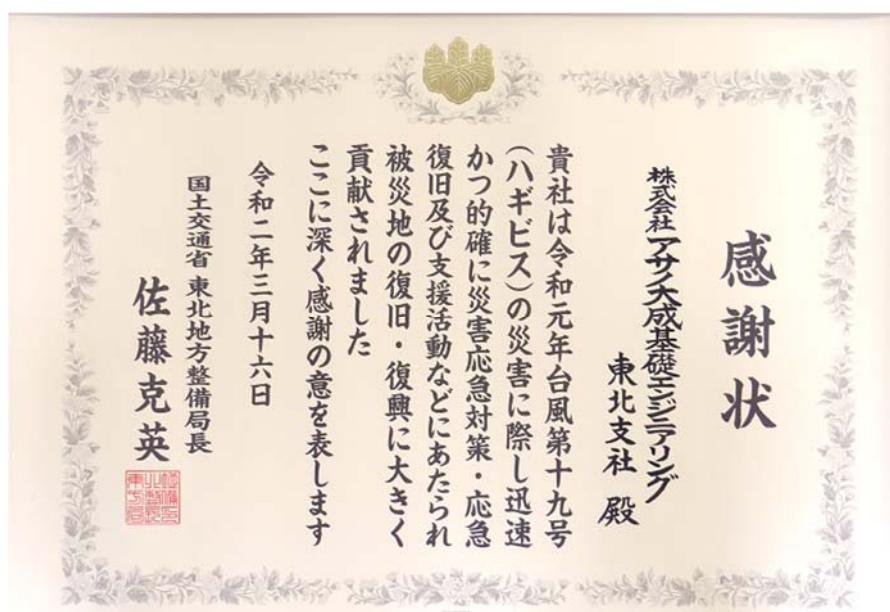 感謝状
株式会社アサノ大成基礎エンジニアリング
東北支社 殿
貴社は令和元年台風第十九号
(ハギビス)の災害に際し迅速
かつ的確に災害応急対策・応急
復旧及び支援活動などにあたられ
被災地の復旧・復興に大きく
貢献されました
ここに深く感謝の意を表します
令和二年三月十六日
国土交通省 東北地方整備局長
佐藤克英